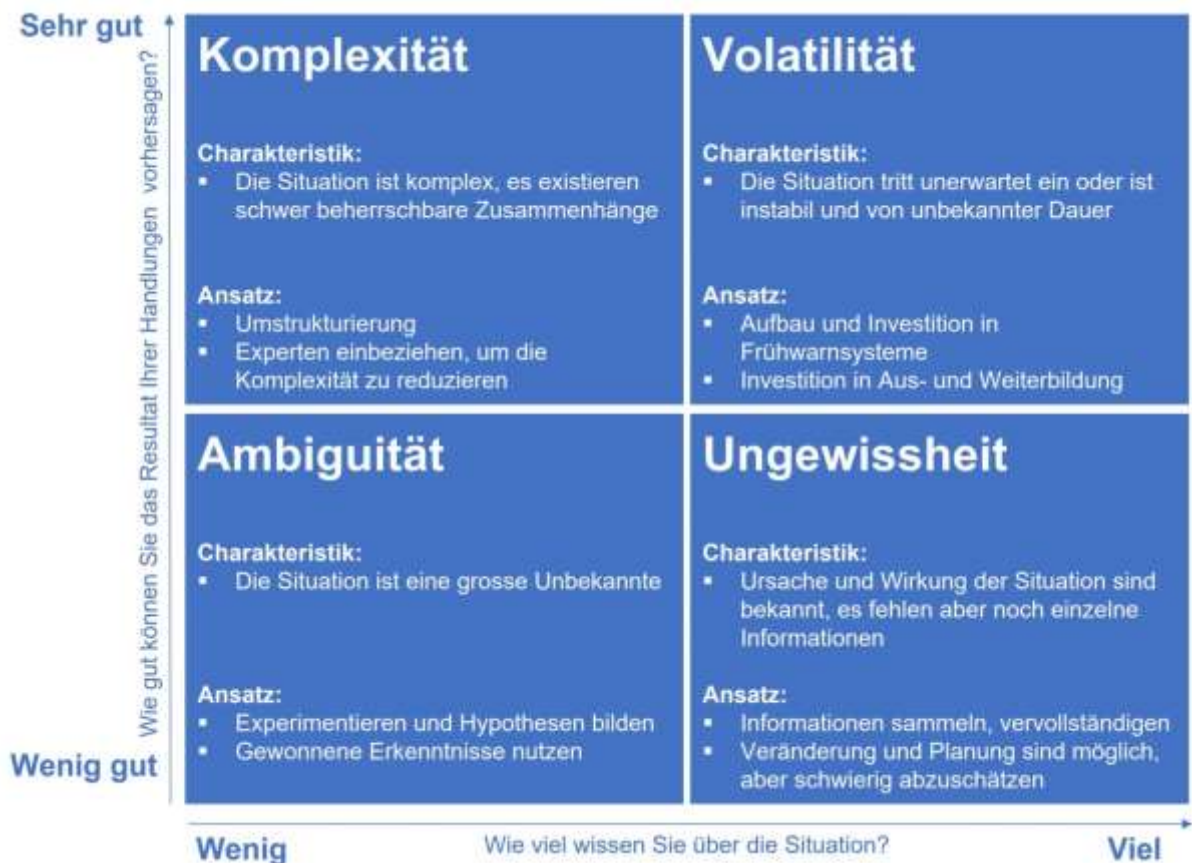 Sehr gut
Wie gut können Sie das Resultat Ihrer Handlungen vorhersagen?
Wenig gut
Komplexität
Charakteristik:
▪ Die Situation ist komplex, es existieren
schwer beherrschbare Zusammenhänge
Ansatz:
▪ Umstrukturierung
▪ Experten einbeziehen, um die
Komplexität zu reduzieren
Volatilität
Charakteristik:
▪ Die Situation tritt unerwartet ein oder ist
instabil und von unbekannter Dauer
Ansatz:
▪ Aufbau und Investition in
Frühwarnsysteme
▪ Investition in Aus- und Weiterbildung
Ambiguität
Charakteristik:
▪ Die Situation ist eine grosse Unbekannte
Ansatz:
▪ Experimentieren und Hypothesen bilden
▪ Gewonnene Erkenntnisse nutzen
Ungewissheit
Charakteristik:
▪ Ursache und Wirkung der Situation sind
bekannt, es fehlen aber noch einzelne
Informationen
Ansatz:
▪ Informationen sammeln, vervollständigen
▪ Veränderung und Planung sind möglich,
aber schwierig abzuschätzen
Wenig
Wie viel wissen Sie über die Situation?
Viel